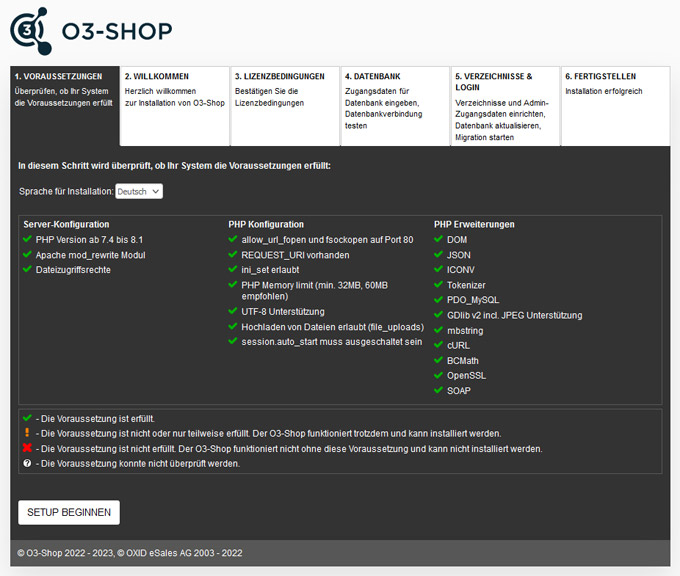 3
O3-SHOP
1. VORAUSSETZUNGEN
Überprüfen, ob Ihr System
die Voraussetzungen erfüllt
2. WILLKOMMEN
Herzlich willkommen
zur Installation von O3-Shop
3. LIZENZBEDINGUNGEN
Bestätigen Sie die
Lizenzbedingungen
4. DATENBANK
Zugangsdaten für
Datenbank eingeben,
Datenbankverbindung
testen
5. VERZEICHNISSE &
LOGIN
Verzeichnisse und Admin-
Zugangsdaten einrichten,
Datenbank aktualisieren,
Migration starten
6. FERTIGSTELLEN
Installation erfolgreich
In diesem Schritt wird überprüft, ob Ihr System die Voraussetzungen erfüllt:
Sprache für Installation: Deutsch
Server-Konfiguration
PHP Version ab 7.4 bis 8.1
Apache mod_rewrite Modul
Dateizugriffsrechte
PHP Konfiguration
allow_url_fopen und fsockopen auf Port 80
REQUEST_URI vorhanden
ini_set erlaubt
PHP Memory limit (min. 32MB, 60MB
empfohlen)
UTF-8 Unterstützung
Hochladen von Dateien erlaubt (file_uploads)
session.auto_start muss ausgeschaltet sein
PHP Erweiterungen
DOM
JSON
ICONV
Tokenizer
PDO_MySQL
GDlib v2 incl. JPEG Unterstützung
mbstring
cURL
BCMath
OpenSSL
SOAP
- Die Voraussetzung ist erfüllt.
- Die Voraussetzung ist nicht oder nur teilweise erfüllt. Der O3-Shop funktioniert trotzdem und kann installiert werden.
- Die Voraussetzung ist nicht erfüllt. Der O3-Shop funktioniert nicht ohne diese Voraussetzung und kann nicht installiert werden.
- Die Voraussetzung konnte nicht überprüft werden.
SETUP BEGINNEN
© O3-Shop 2022 - 2023, © OXID eSales AG 2003 - 2022